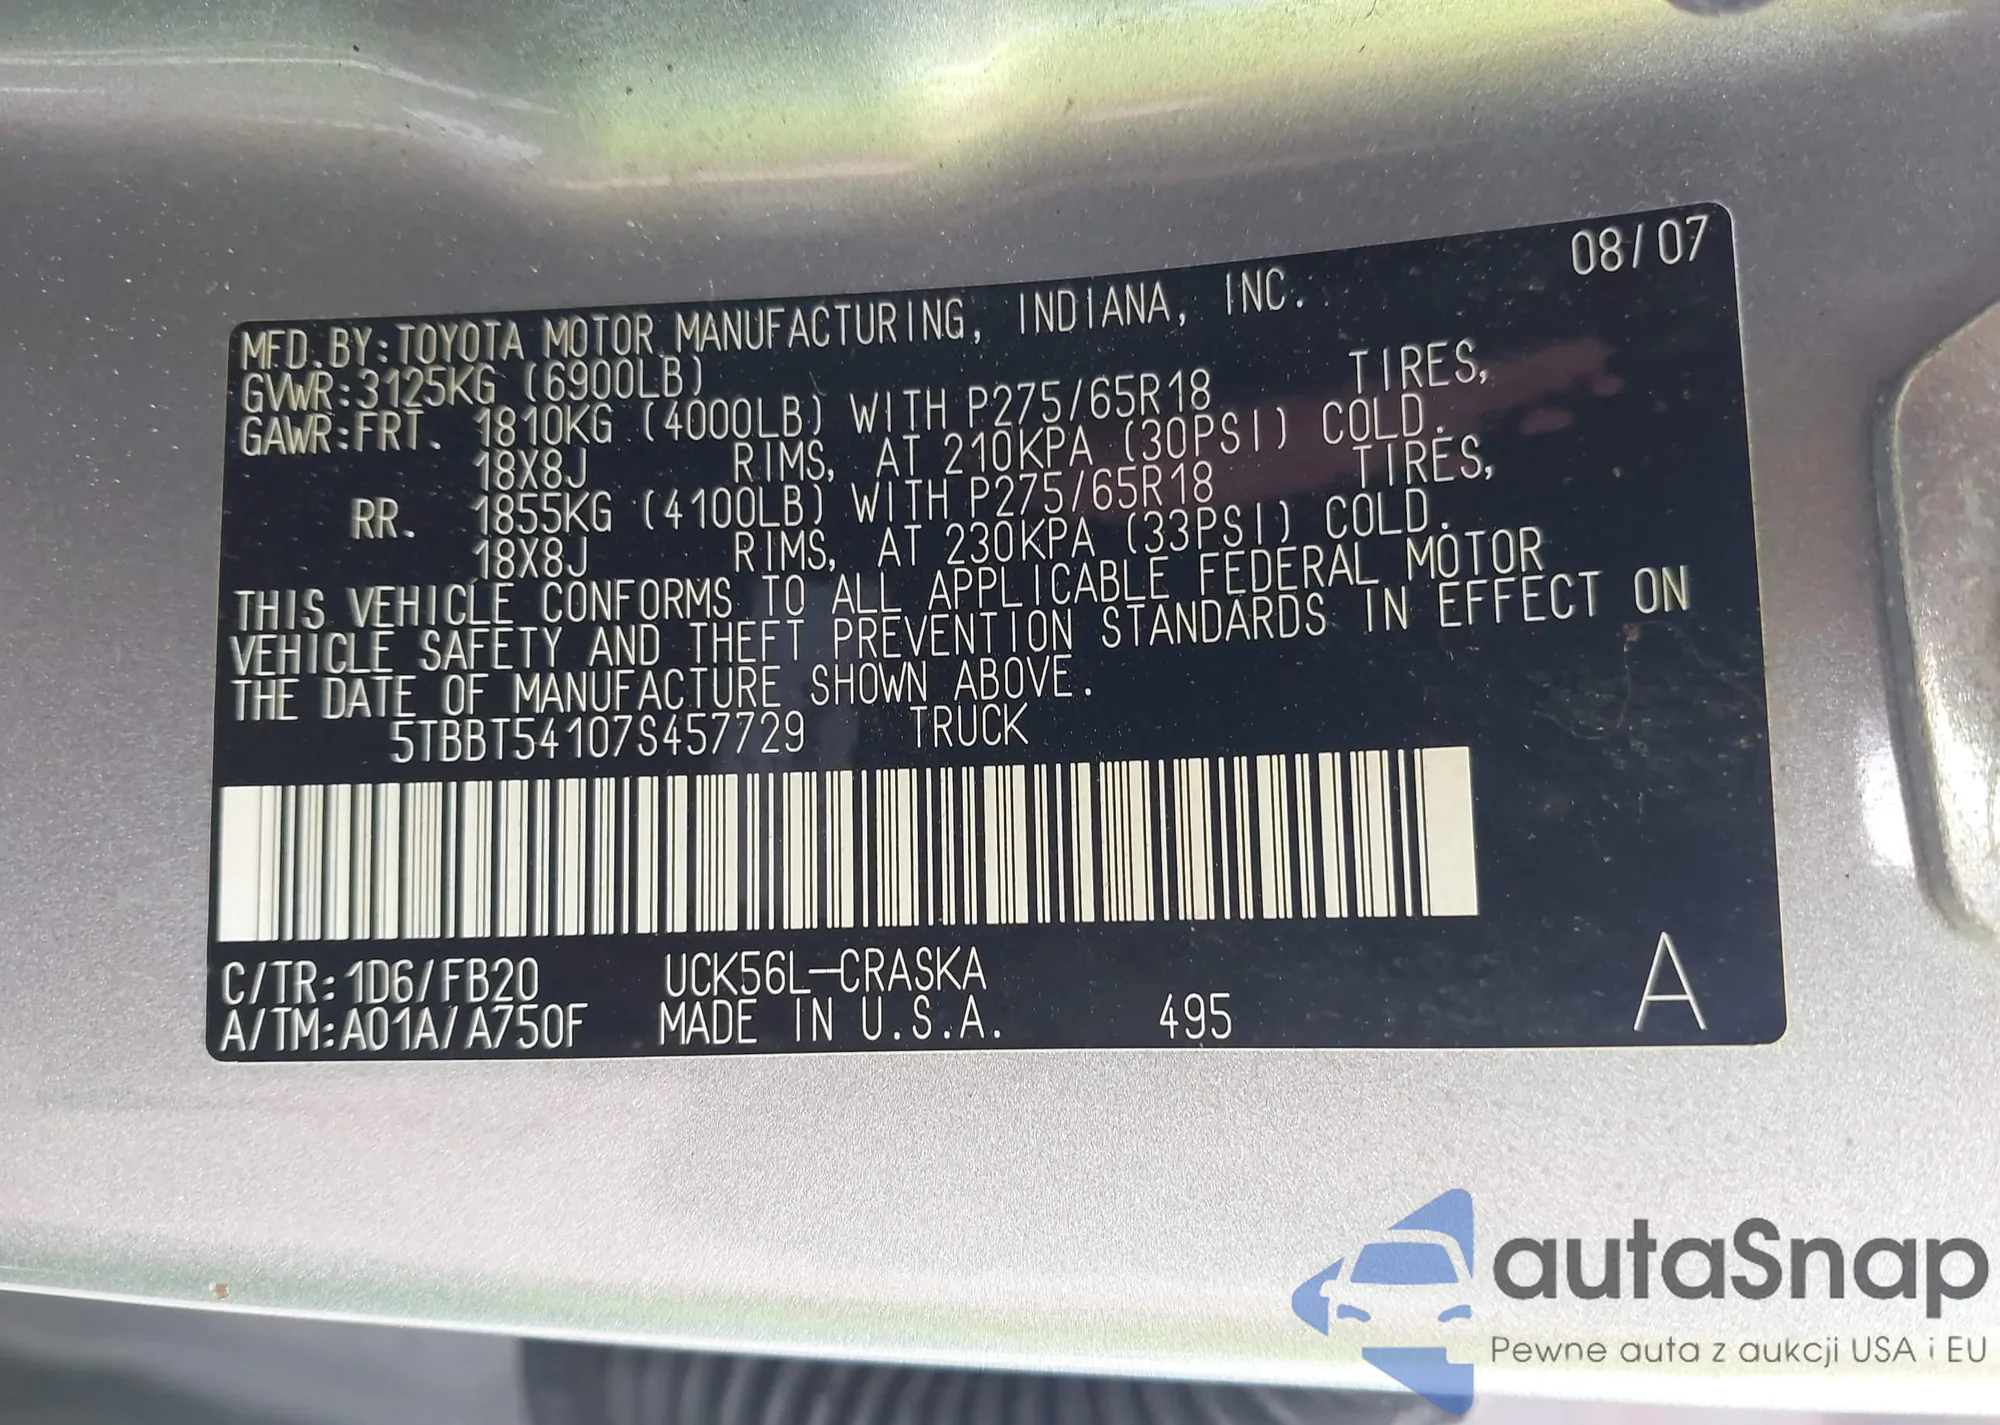 08/07
MFD. BY: TOYOTA MOTOR MANUFACTURING, INDIANA, INC.
GVWR: 3125KG (6900LB)
GAWR: FRT. 1810KG (4000LB) WITH P275/65R18 TIRES,
18X8J RIMS, AT 210KPA (30PSI) COLD.
RR. 1855KG (4100LB) WITH P275/65R18 TIRES,
18X8J RIMS, AT 230KPA (33PSI) COLD.
THIS VEHICLE CONFORMS TO ALL APPLICABLE FEDERAL MOTOR
VEHICLE SAFETY AND THEFT PREVENTION STANDARDS IN EFFECT ON
THE DATE OF MANUFACTURE SHOWN ABOVE.
5TBBT54107S457729 TRUCK
C/TR: 1D6/FB20 UCK56L-CRASKA
A/TM: A01A/A750F MADE IN U.S.A. 495 A
autaSnap
Pewne auta z aukcji USA i EU